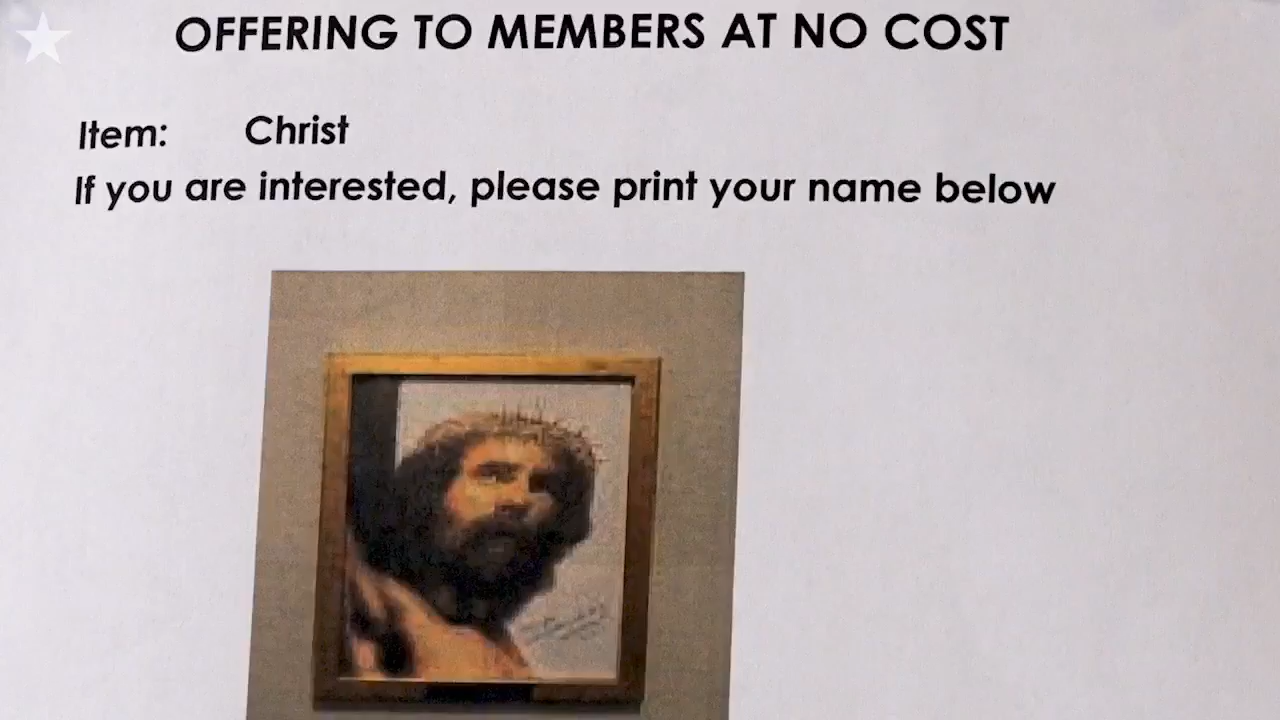 OFFERING TO MEMBERS AT NO COST
Item: Christ
If you are interested, please print your name below